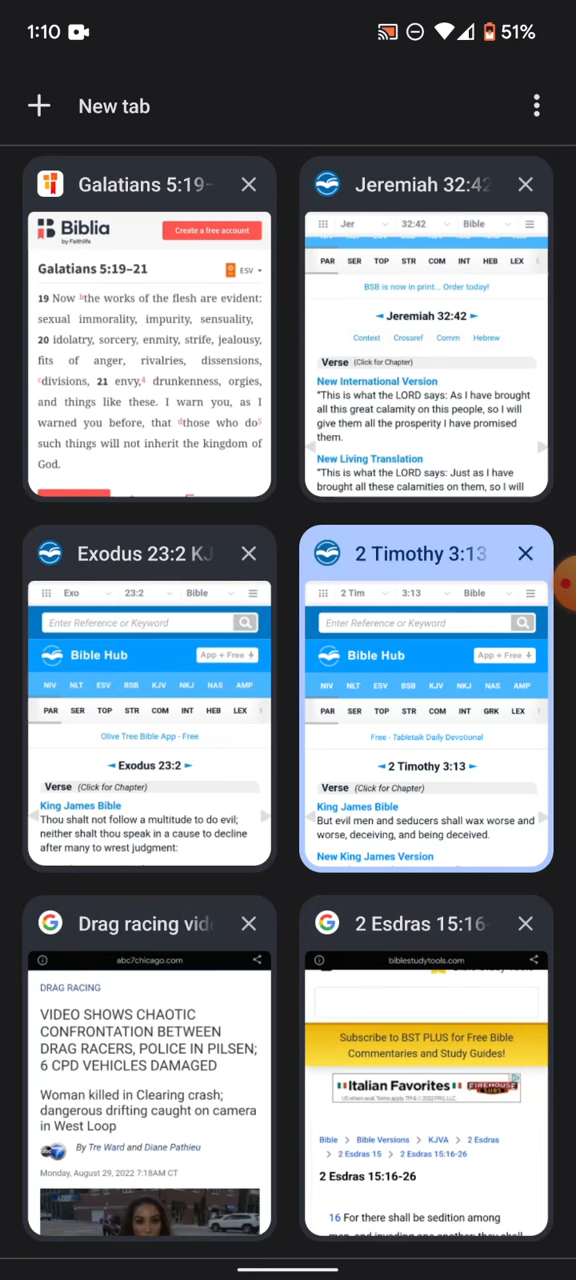 1:10
51%
New tab
Galatians 5:19-
Biblia
by Faithlife
Create a free account
Galatians 5:19–21
ESV
19 Now bthe works of the flesh are evident:
sexual immorality, impurity, sensuality,
20 idolatry, sorcery, enmity, strife, jealousy,
fits of anger, rivalries, dissensions,
cdivisions, 21 envy,4 drunkenness, orgies,
and things like these. I warn you, as I
warned you before, that dthose who do5
such things will not inherit the kingdom of
God.
Jeremiah 32:42
Jer 32:42 Bible
PAR SER TOP STR COM INT HEB LEX
BSB is now in print... Order today!
Jeremiah 32:42
Context Crossref Comm Hebrew
Verse (Click for Chapter)
New International Version
"This is what the LORD says: As I have brought
all this great calamity on this people, so I will
give them all the prosperity I have promised
them.
New Living Translation
"This is what the LORD says: Just as I have
brought all these calamities on them, so I will
Exodus 23:2 KJ
Exo 23:2 Bible
Enter Reference or Keyword
Bible Hub
App + Free
NIV NLT ESV BSB KJV NKJ NAS AMP
PAR SER TOP STR COM INT HEB LEX
Olive Tree Bible App - Free
Exodus 23:2
Verse (Click for Chapter)
King James Bible
Thou shalt not follow a multitude to do evil;
neither shalt thou speak in a cause to decline
after many to wrest judgment:
2 Timothy 3:13
2 Tim 3:13 Bible
Enter Reference or Keyword
Bible Hub
App + Free
NIV NLT ESV BSB KJV NKJ NAS AMP
PAR SER TOP STR COM INT GRK LEX
Free - Tabletalk Daily Devotional
2 Timothy 3:13
Verse (Click for Chapter)
King James Bible
But evil men and seducers shall wax worse and
worse, deceiving, and being deceived.
New King James Version
Drag racing vid
abc7chicago.com
DRAG RACING
VIDEO SHOWS CHAOTIC
CONFRONTATION BETWEEN
DRAG RACERS, POLICE IN PILSEN;
6 CPD VEHICLES DAMAGED
Woman killed in Clearing crash;
dangerous drifting caught on camera
in West Loop
By Tre Ward and Diane Pathieu
Monday, August 29, 2022 7:18AM CT
2 Esdras 15:16-
biblestudytools.com
Subscribe to BST PLUS for Free Bible
Commentaries and Study Guides!
Italian Favorites
FIREHOUSE
SUBS
Bible > Bible Versions > KJVA > 2 Esdras
> 2 Esdras 15 > 2 Esdras 15:16-26
2 Esdras 15:16-26
16 For there shall be sedition among